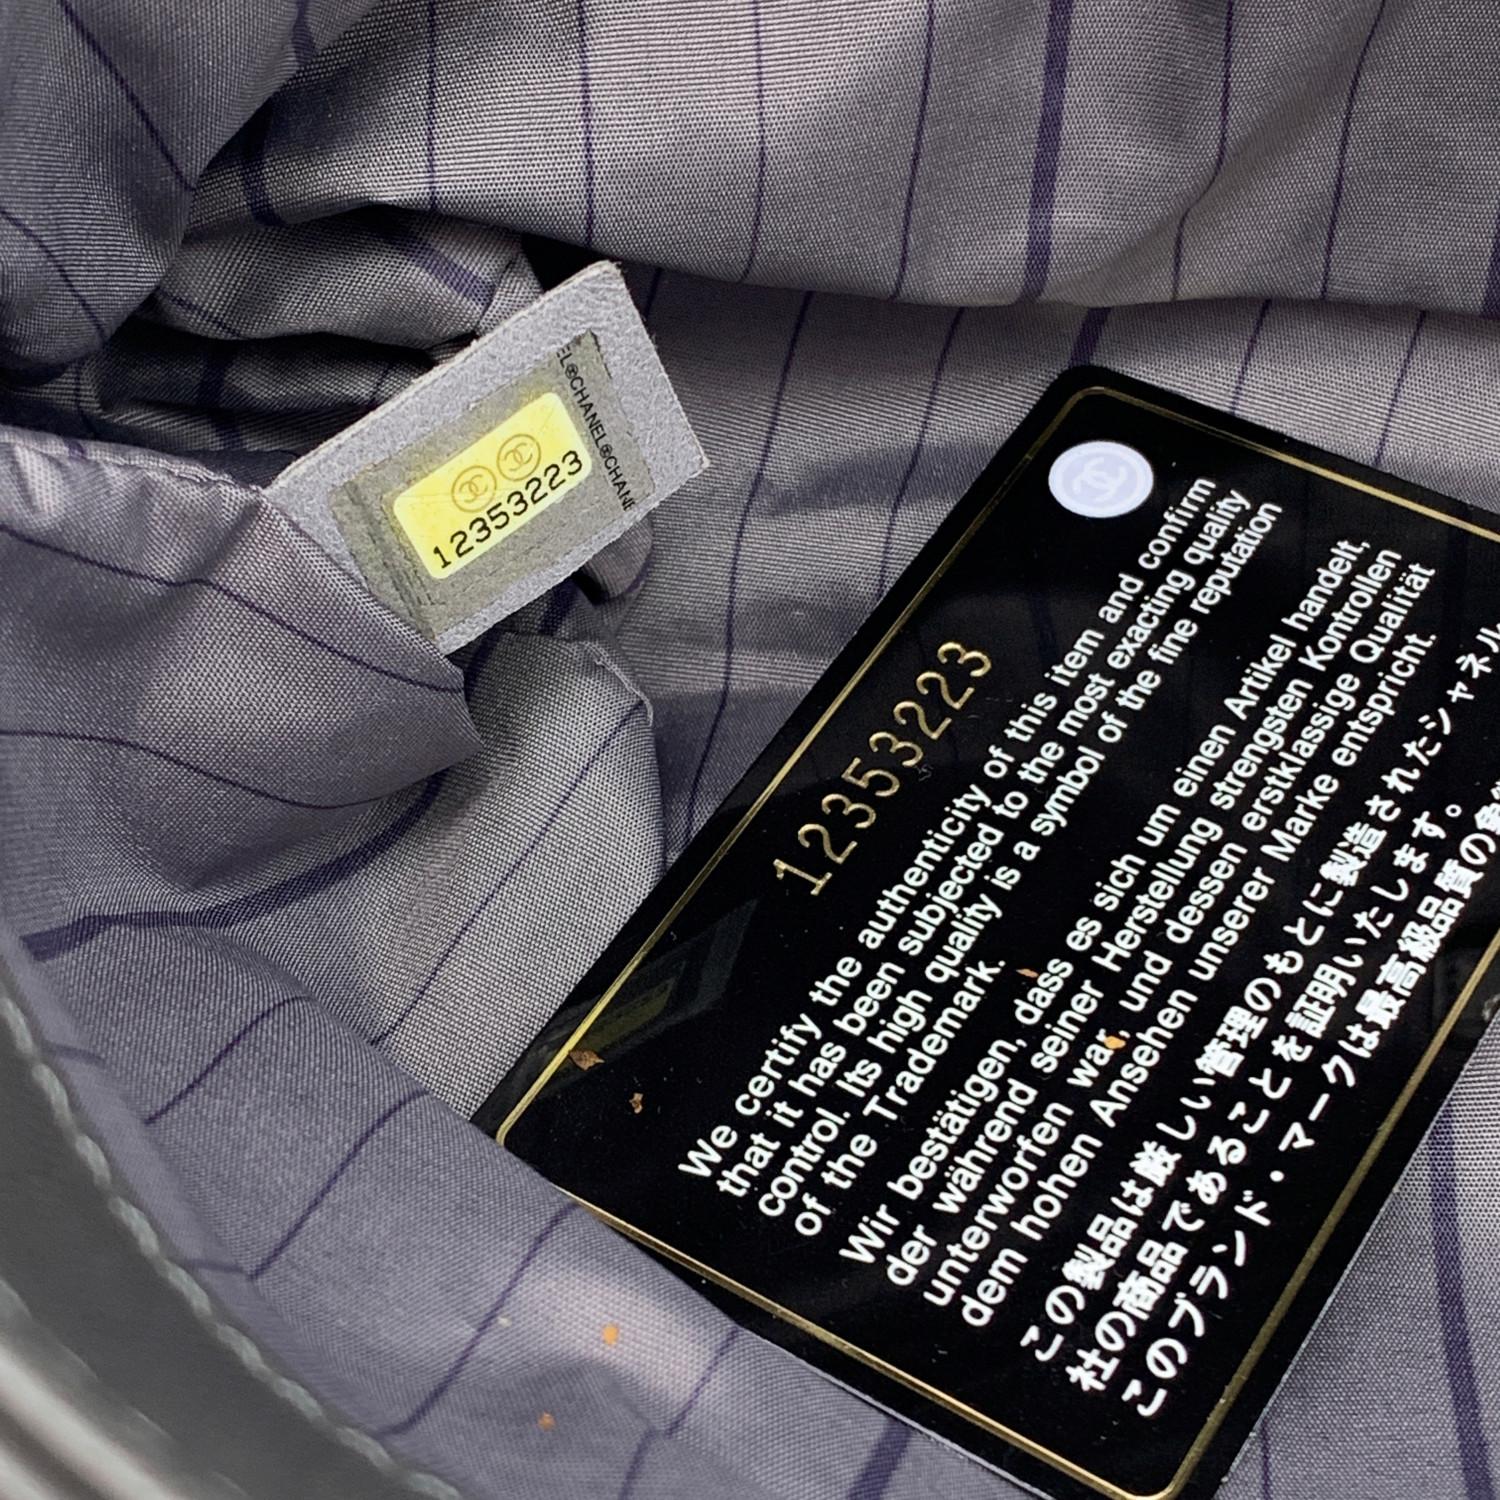 EL®CHANEL®CHANE
12353223
12353223
We certify the authenticity of this item and confirm
that it has been subjected to the most exacting quality
control. Its high quality is a symbol of the fine reputation
of the Trademark.
Wir bestätigen, dass es sich um einen Artikel handelt,
der während seiner Herstellung strengsten Kontrollen
unterworfen war, und dessen erstklassige Qualität
dem hohen Ansehen unserer Marke entspricht.
この製品は厳しい管理のもとに製造されたシャネル
社の商品であることを証明いたします。
このブランド・マークは最高級品質の象徴